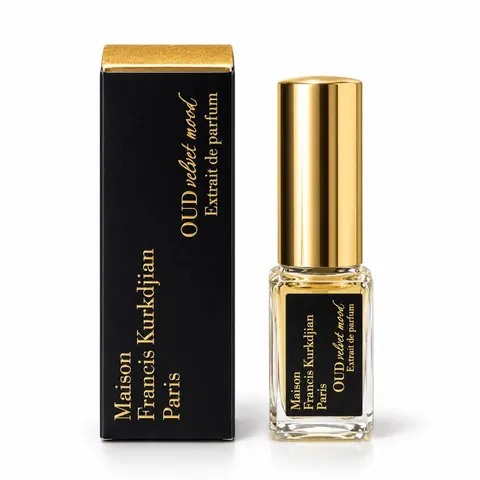 Maison
Francis Kurkdjian
Paris
OUD velvet mood
Extrait de parfum
Maison
Francis Kurkdjian
Paris
OUD velvet mood
Extrait de parfum